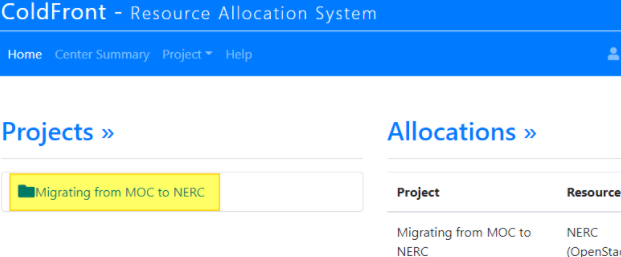 ColdFront - Resource Allocation System
Home Center Summary Project Help
Projects »
Allocations »
Migrating from MOC to NERC
Project Resource
Migrating from MOC to NERC
NERC (OpenStac